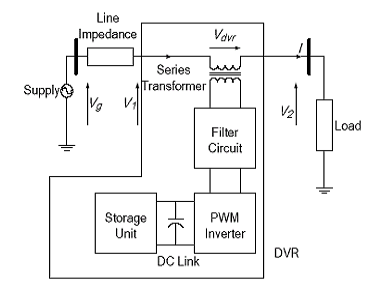 Line
Impedance
V_dvr
I
Series
Transformer
Supply
V_g
V_1
V_2
Load
Filter
Circuit
Storage
Unit
PWM
Inverter
DC Link
DVR